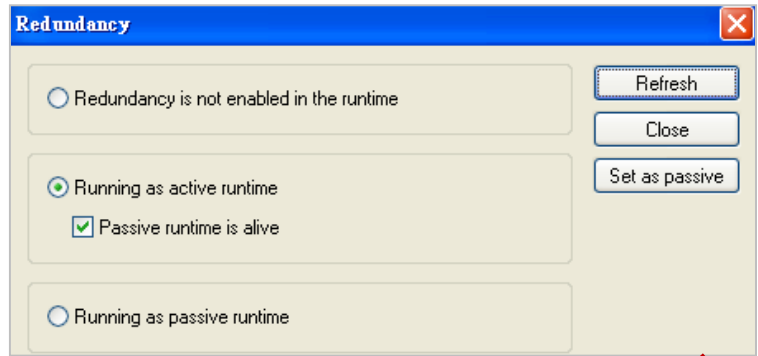 Redundancy
Redundancy is not enabled in the runtime
Refresh
Close
Running as active runtime
Set as passive
Passive runtime is alive
Running as passive runtime